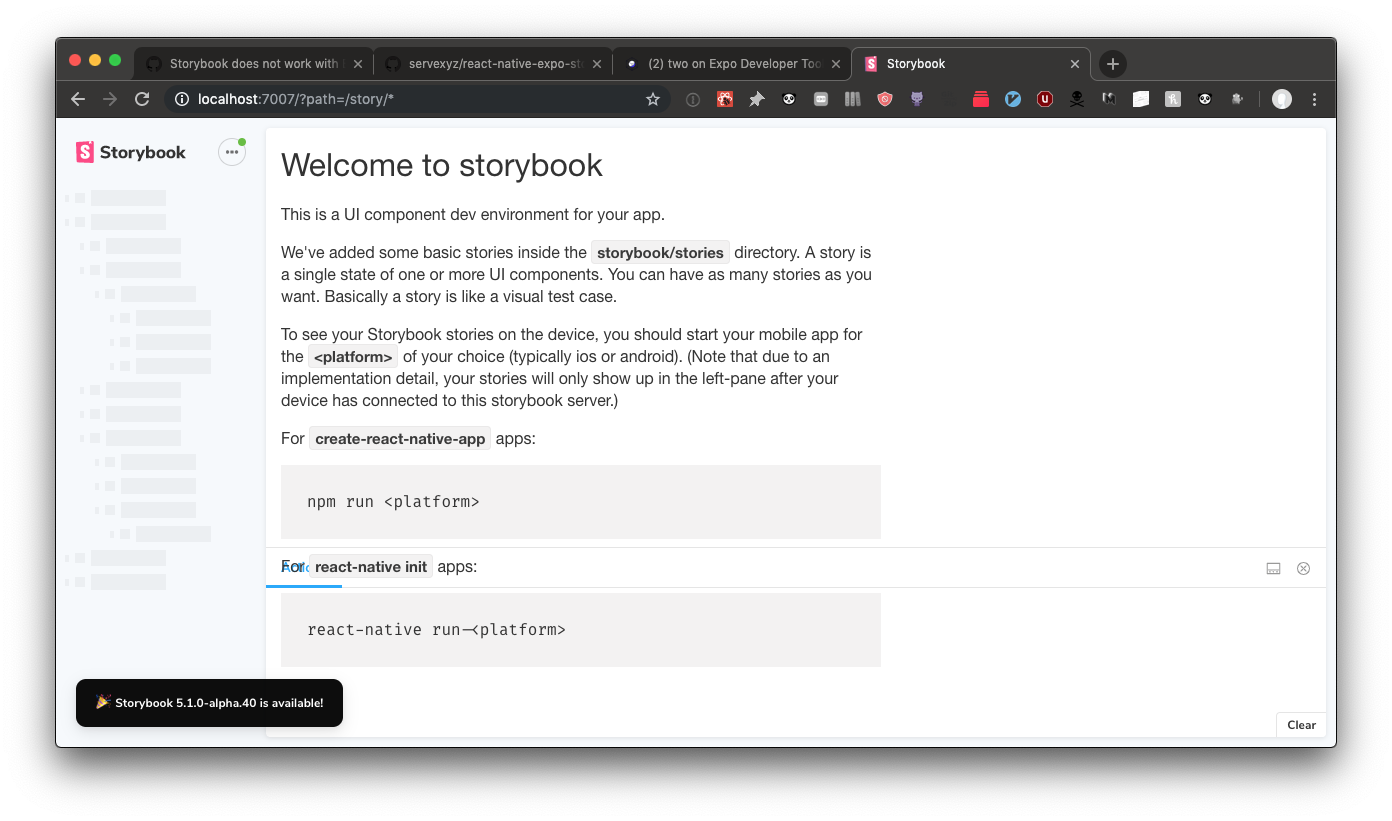 Storybook does not work with
servexyz/react-native-expo-st
(2) two on Expo Developer Too
Storybook
localhost:7007/?path=/story/*
Storybook
Welcome to storybook
This is a UI component dev environment for your app.
We've added some basic stories inside the storybook/stories directory. A story is
a single state of one or more UI components. You can have as many stories as you
want. Basically a story is like a visual test case.
To see your Storybook stories on the device, you should start your mobile app for
the <platform> of your choice (typically ios or android). (Note that due to an
implementation detail, your stories will only show up in the left-pane after your
device has connected to this storybook server.)
For create-react-native-app apps:
npm run <platform>
For react-native init apps:
react-native run-<platform>
🎉 Storybook 5.1.0-alpha.40 is available!
Clear